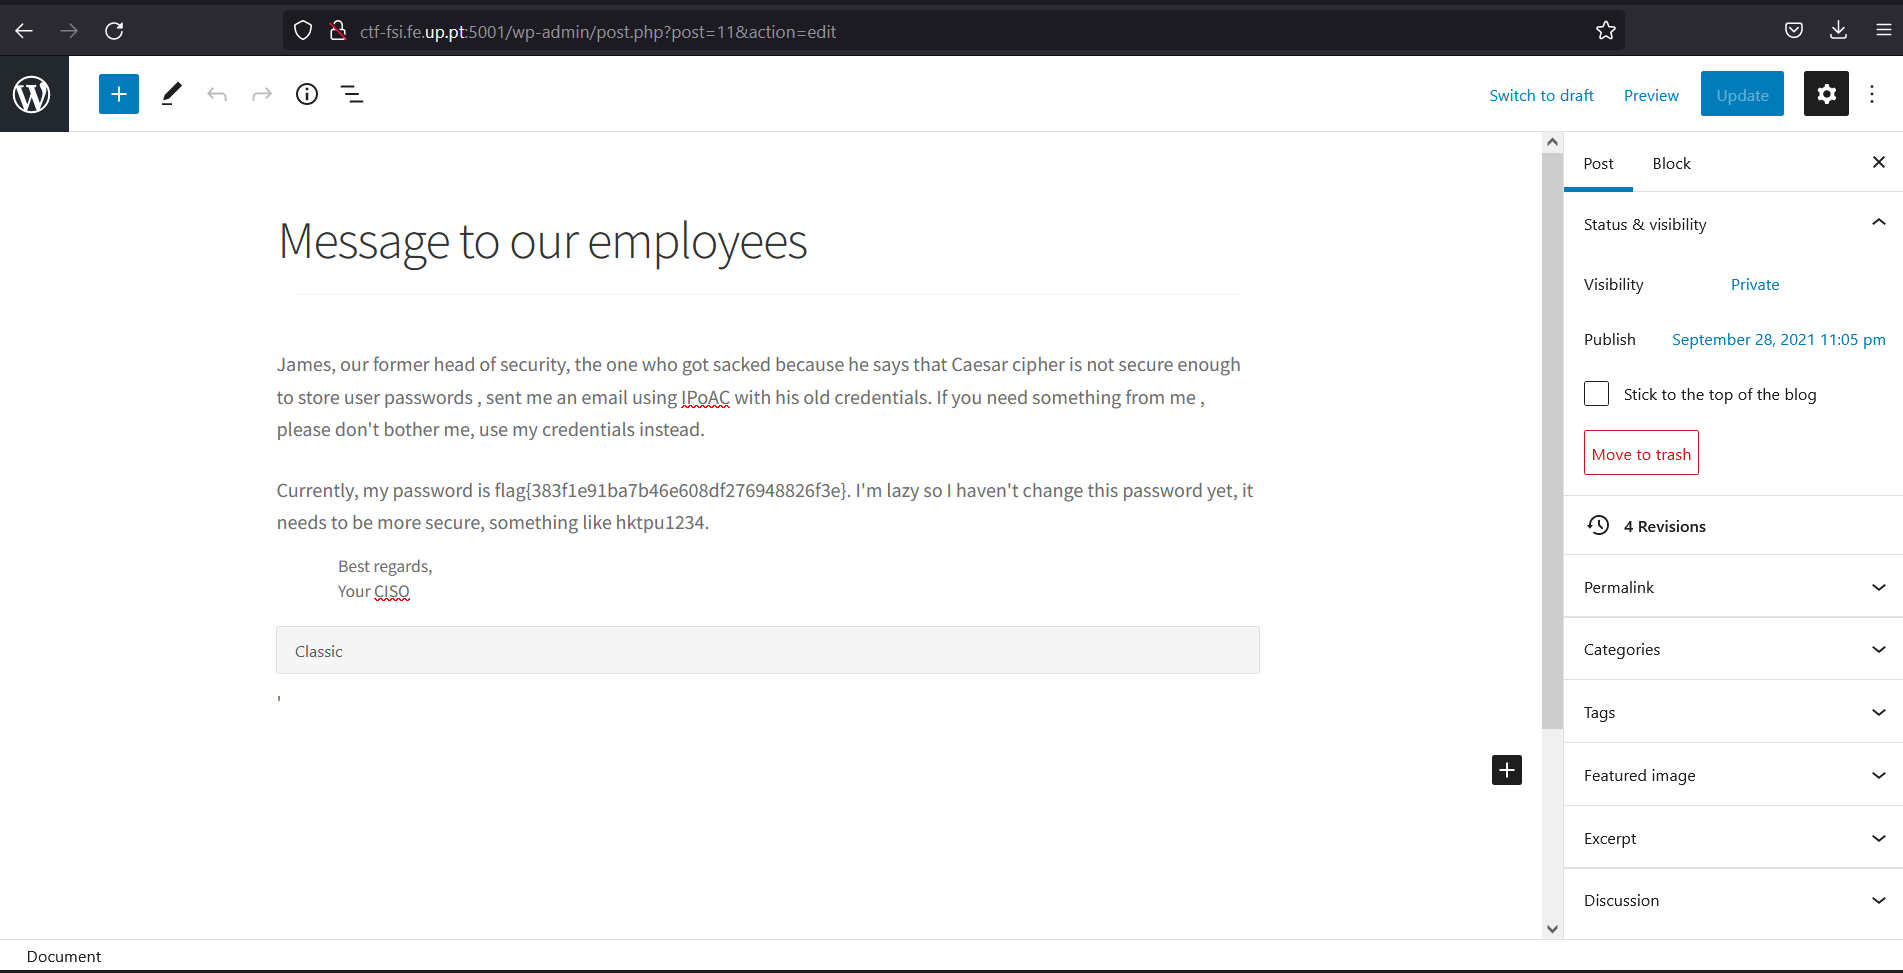 ctf-fsi.fe.up.pt:5001/wp-admin/post.php?post=11&action=edit
Switch to draft
Preview
Update
Post
Block
Message to our employees
Status & visibility
Visibility
Private
Publish
September 28, 2021 11:05 pm
Stick to the top of the blog
Move to trash
4 Revisions
Permalink
Categories
Tags
Featured image
Excerpt
Discussion
James, our former head of security, the one who got sacked because he says that Caesar cipher is not secure enough
to store user passwords , sent me an email using IPoAC with his old credentials. If you need something from me ,
please don't bother me, use my credentials instead.
Currently, my password is flag{383f1e91ba7b46e608df276948826f3e}. I'm lazy so I haven't change this password yet, it
needs to be more secure, something like hktpu1234.
Best regards,
Your CISO
Classic
'
Document